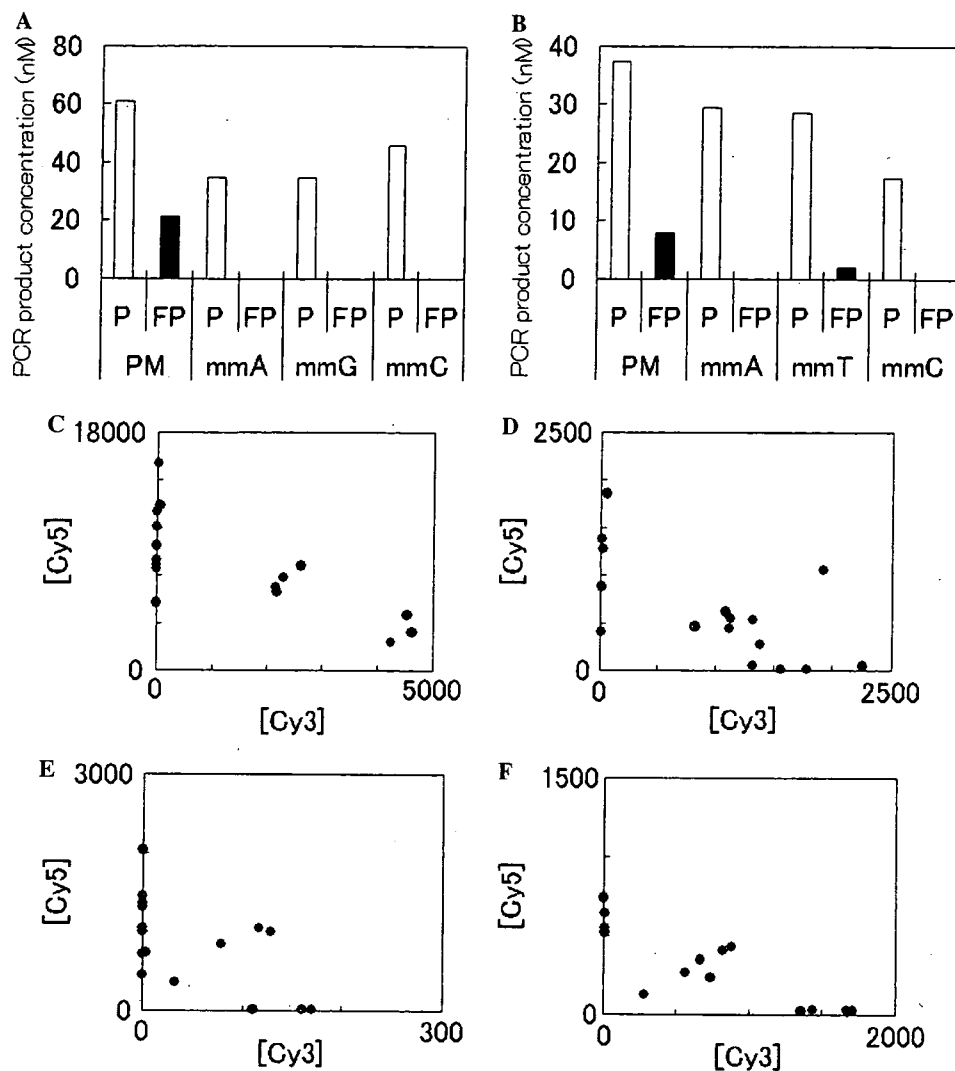 A
B
PCR product concentration (nM)
80
60
40
20
0
P FP P FP P FP P FP
PM mmA mmG mmC
PCR product concentration (nM)
40
30
20
10
0
P FP P FP P FP P FP
PM mmA mmT mmC
C
18000
[Cy5]
0
0 5000
[Cy3]
D
2500
[Cy5]
0
0 2500
[Cy3]
E
3000
[Cy5]
0
0 300
[Cy3]
F
1500
[Cy5]
0
0 2000
[Cy3]